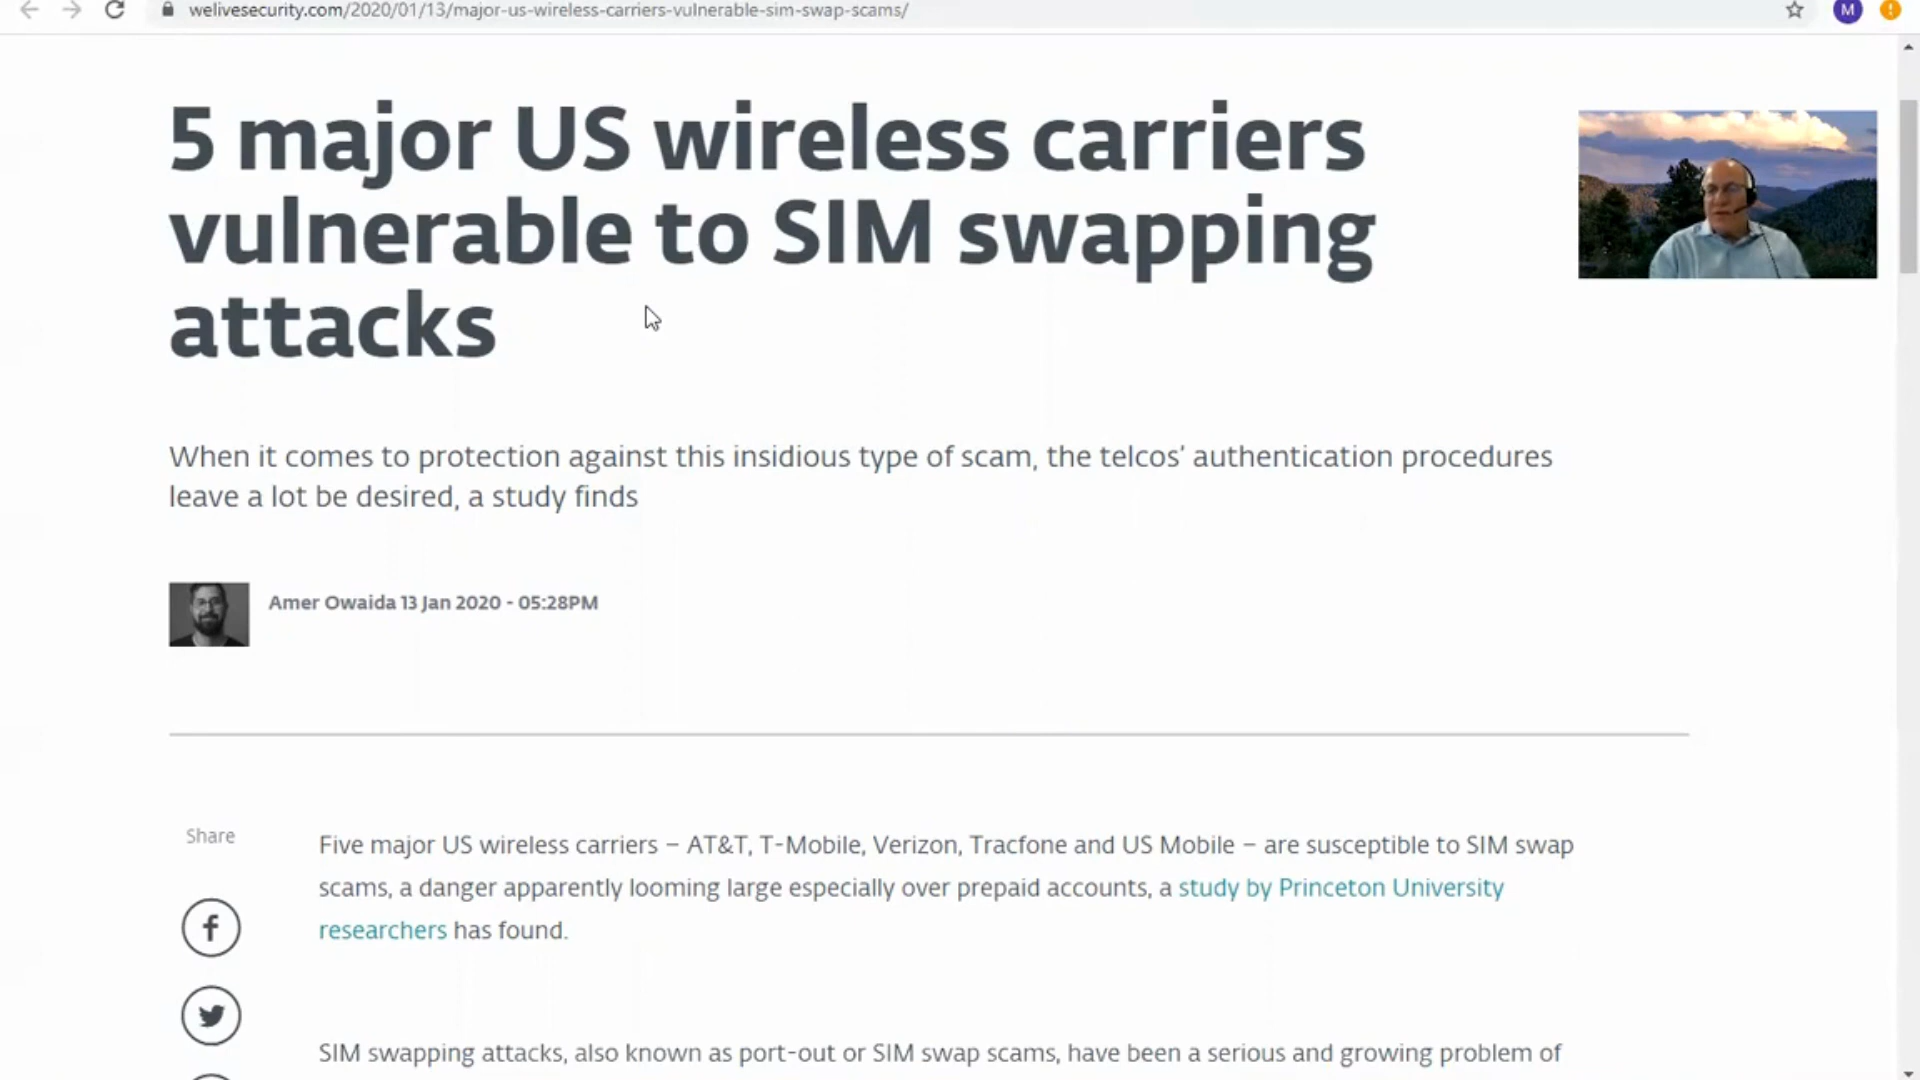 welivesecurity.com/2020/01/13/major-us-wireless-carriers-vulnerable-sim-swap-scams/
M
5 major US wireless carriers
vulnerable to SIM swapping
attacks
When it comes to protection against this insidious type of scam, the telcos’ authentication procedures
leave a lot be desired, a study finds
Amer Owaida 13 Jan 2020 - 05:28PM
Share
Five major US wireless carriers – AT&T, T-Mobile, Verizon, Tracfone and US Mobile – are susceptible to SIM swap
scams, a danger apparently looming large especially over prepaid accounts, a study by Princeton University
researchers has found.
SIM swapping attacks, also known as port-out or SIM swap scams, have been a serious and growing problem of